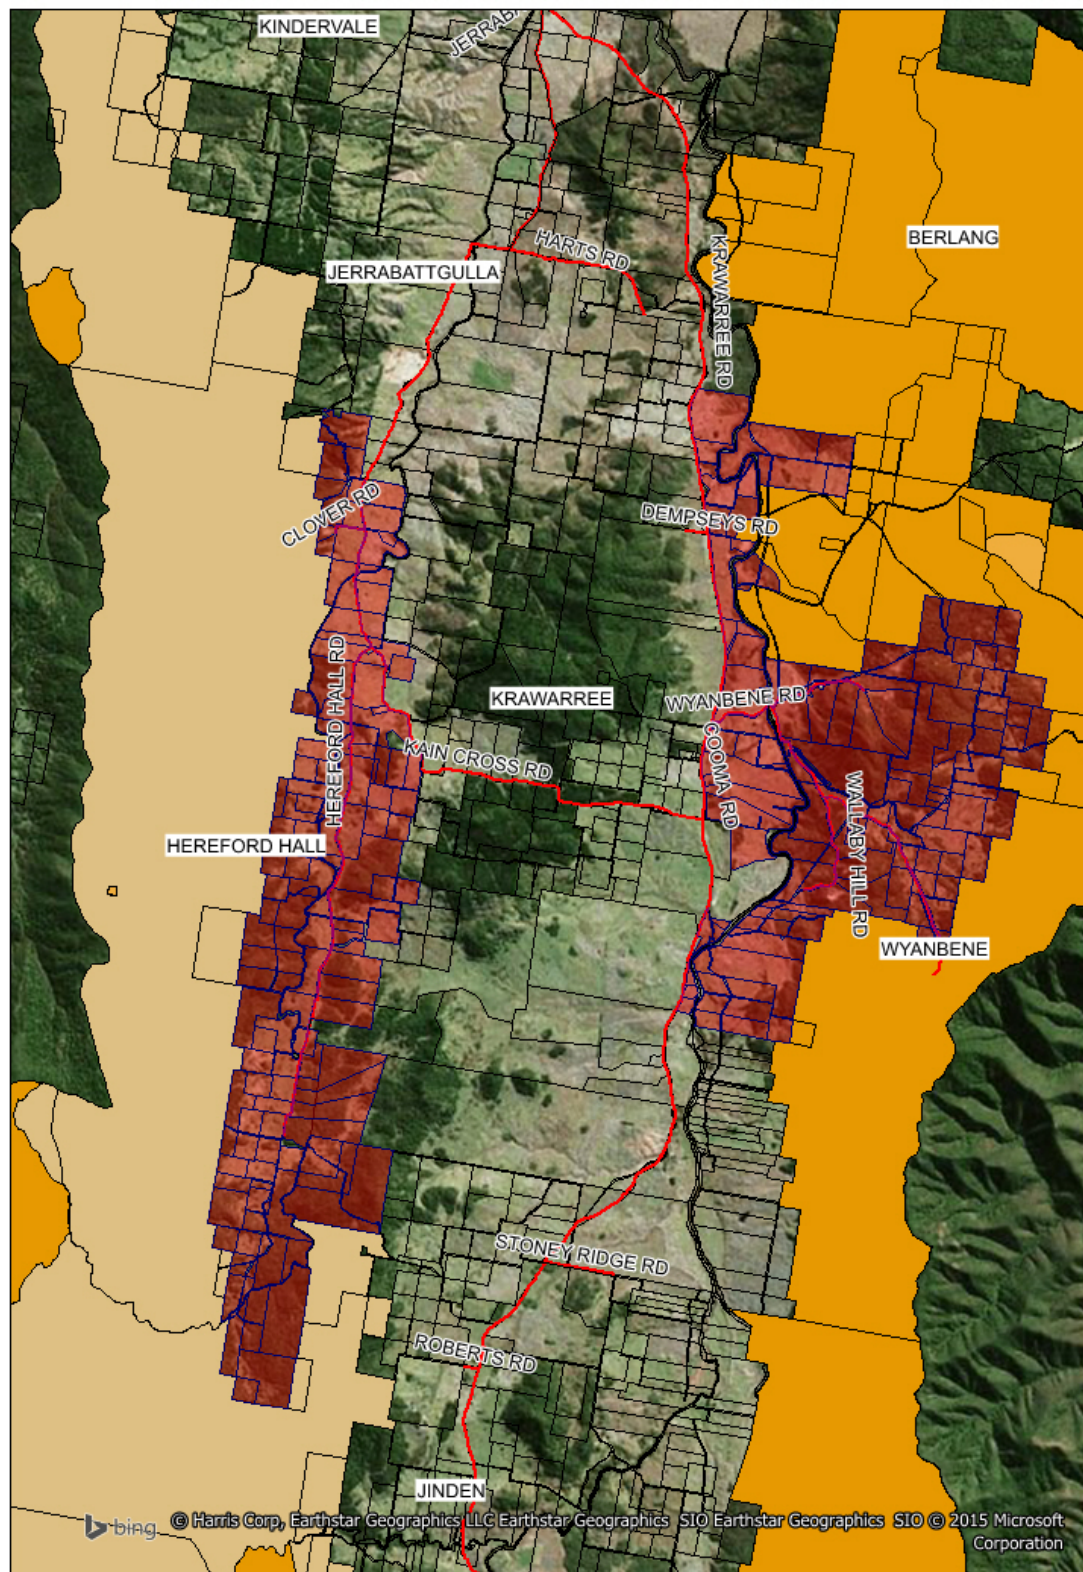 KINDERVALE
JERRABA
BERLANG
HARTS RD
KRAWARREE RD
JERRABATTGULLA
CLOVER RD
DEMPSEYS RD
HEREFORD HALL RD
KRAWARREE
WYANBENE RD
KAIN CROSS RD
COOMA RD
WALLABY HILL RD
HEREFORD HALL
WYANBENE
STONEY RIDGE RD
ROBERTS RD
JINDEN
bing
© Harris Corp, Earthstar Geographics LLC Earthstar Geographics SIO Earthstar Geographics SIO © 2015 Microsoft
Corporation